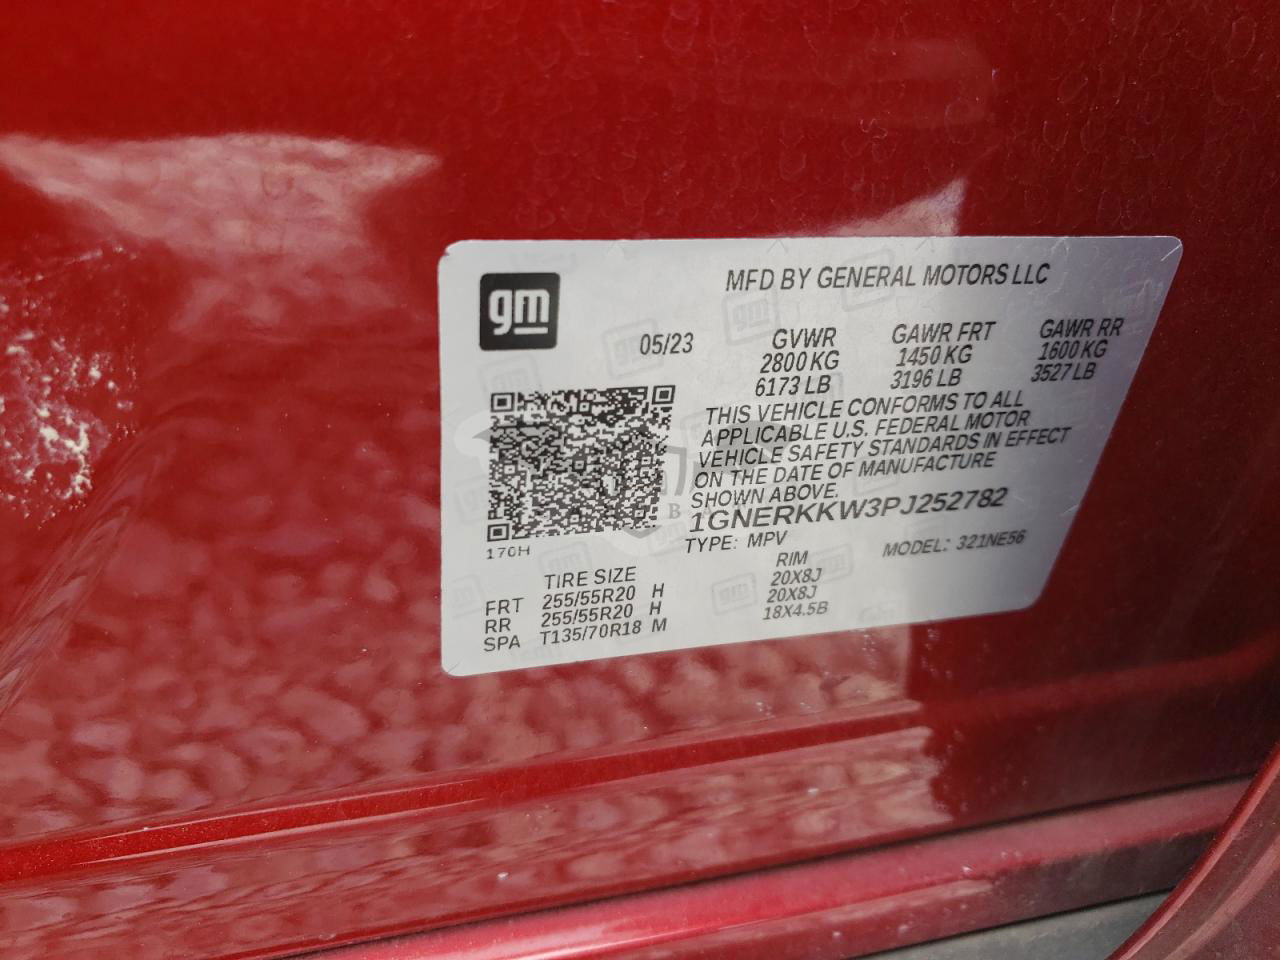 gm
MFD BY GENERAL MOTORS LLC
05/23 GVWR GAWR FRT GAWR RR
2800 KG 1450 KG 1600 KG
6173 LB 3196 LB 3527 LB
THIS VEHICLE CONFORMS TO ALL
APPLICABLE U.S. FEDERAL MOTOR
VEHICLE SAFETY STANDARDS IN EFFECT
ON THE DATE OF MANUFACTURE
SHOWN ABOVE.
1GNERKKW3PJ252782
170H
TYPE: MPV MODEL: 321NE56
TIRE SIZE RIM
FRT 255/55R20 H 20X8J
RR 255/55R20 H 20X8J
SPA T135/70R18 M 18X4.5B